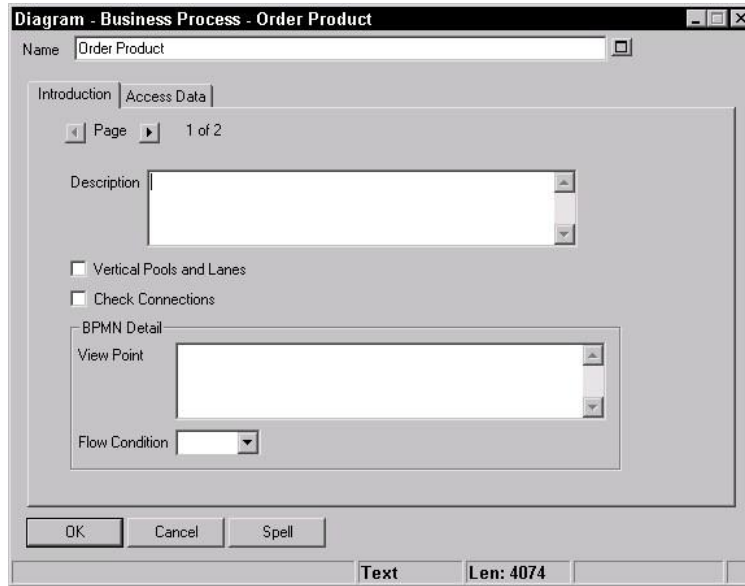 Diagram - Business Process - Order Product
Name Order Product
Introduction Access Data
Page 1 of 2
Description
Vertical Pools and Lanes
Check Connections
BPMN Detail
View Point
Flow Condition
OK Cancel Spell
Text Len: 4074